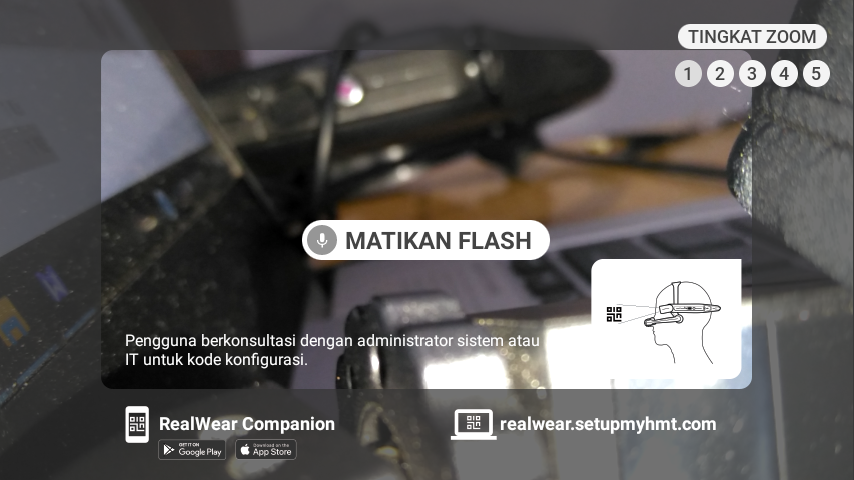 TINGKAT ZOOM
1 2 3 4 5
MATIKAN FLASH
Pengguna berkonsultasi dengan administrator sistem atau
IT untuk kode konfigurasi.
RealWear Companion
GET IT ON
Google Play
Download on the
App Store
realwear.setupmyhmt.com